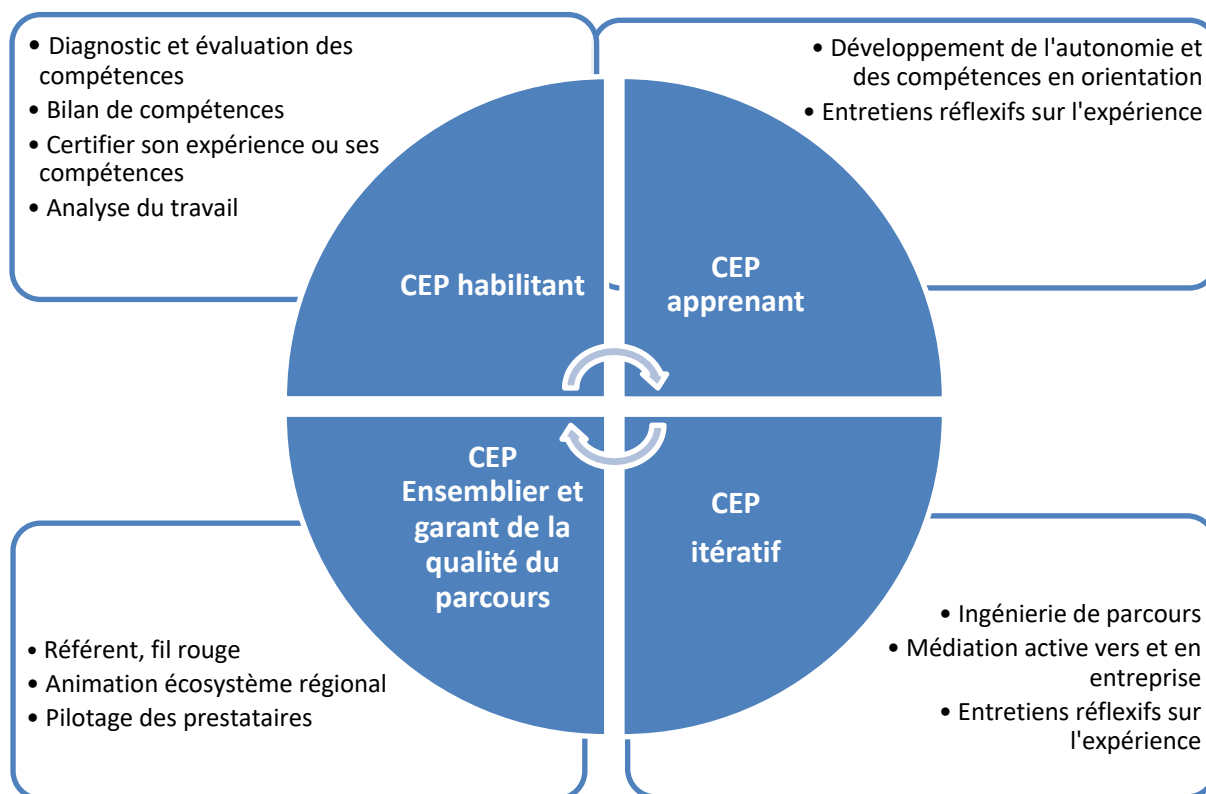 • Diagnostic et évaluation des
compétences
• Bilan de compétences
• Certifier son expérience ou ses
compétences
• Analyse du travail
• Développement de l'autonomie et
des compétences en orientation
• Entretiens réflexifs sur l'expérience
CEP habilitant
CEP
apprenant
CEP
Ensemblier et
garant de la
qualité du
parcours
CEP
itératif
• Référent, fil rouge
• Animation écosystème régional
• Pilotage des prestataires
• Ingénierie de parcours
• Médiation active vers et en
entreprise
• Entretiens réflexifs sur
l'expérience